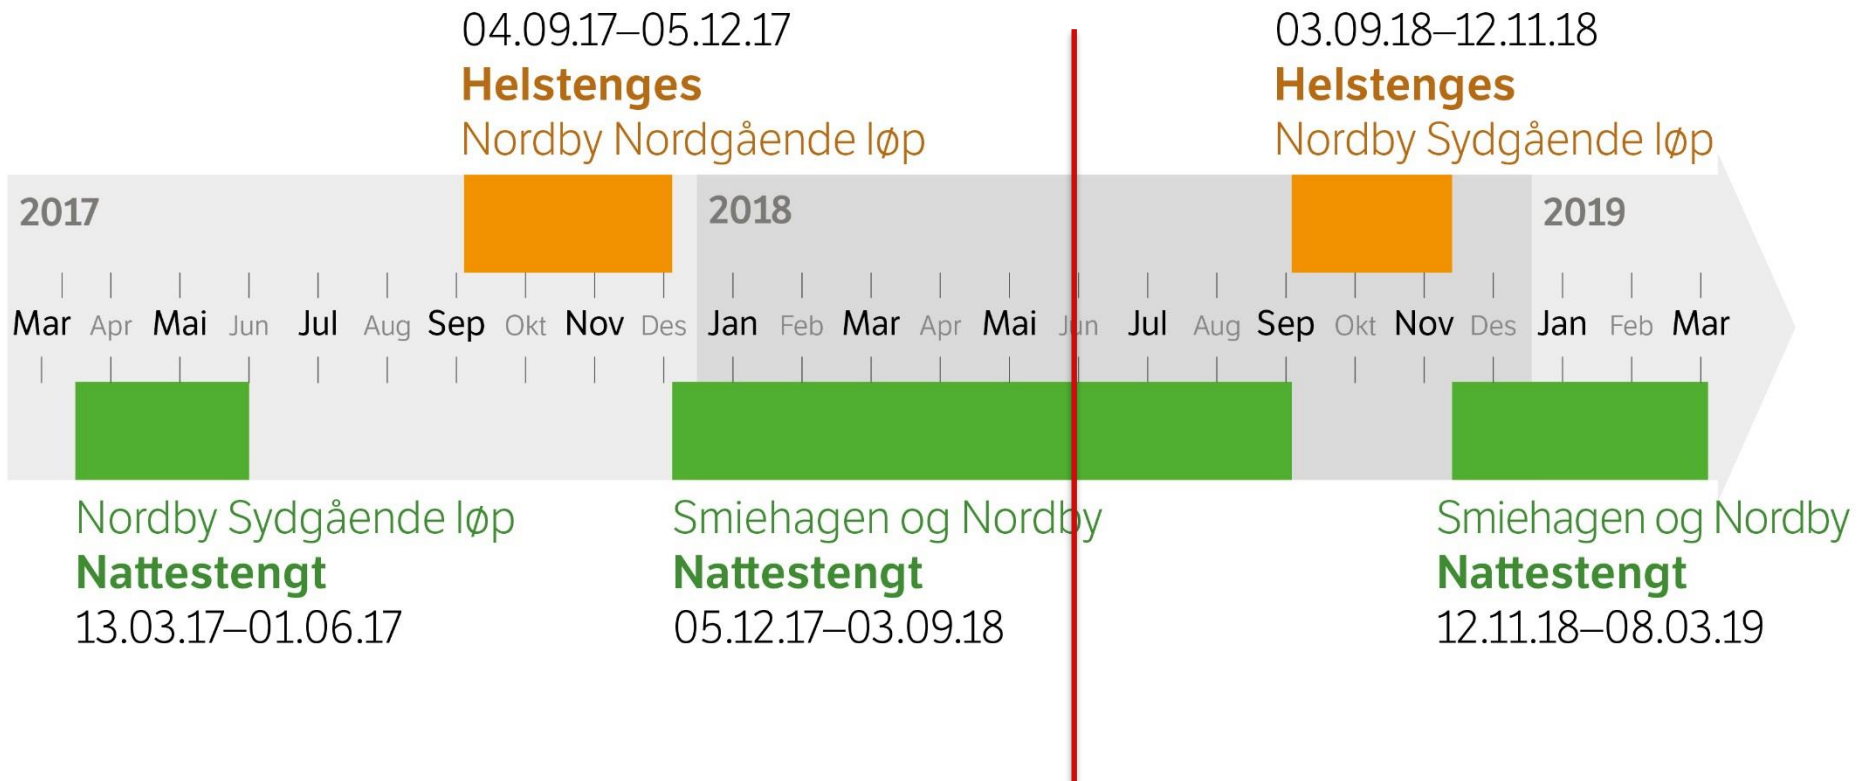 04.09.17–05.12.17
Helstenges
Nordby Nordgående løp
03.09.18–12.11.18
Helstenges
Nordby Sydgående løp
2017 2018 2019
Mar Apr Mai Jun Jul Aug Sep Okt Nov Des Jan Feb Mar Apr Mai Jun Jul Aug Sep Okt Nov Des Jan Feb Mar
Nordby Sydgående løp
Nattestengt
13.03.17–01.06.17
Smiehagen og Nordby
Nattestengt
05.12.17–03.09.18
Smiehagen og Nordby
Nattestengt
12.11.18–08.03.19